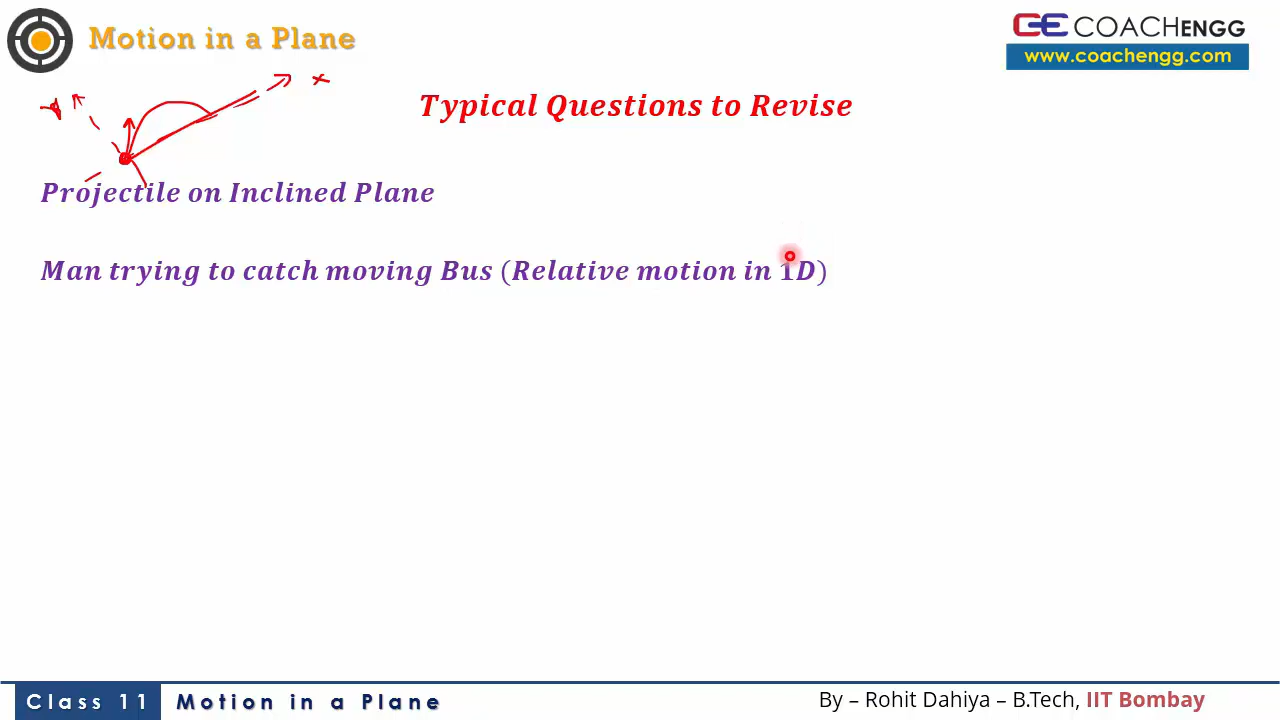 Motion in a Plane
CE COACHENGG
www.coachengg.com
x
y
Typical Questions to Revise
Projectile on Inclined Plane
Man trying to catch moving Bus (Relative motion in 1D)
Class 11 Motion in a Plane
By – Rohit Dahiya – B.Tech, IIT Bombay